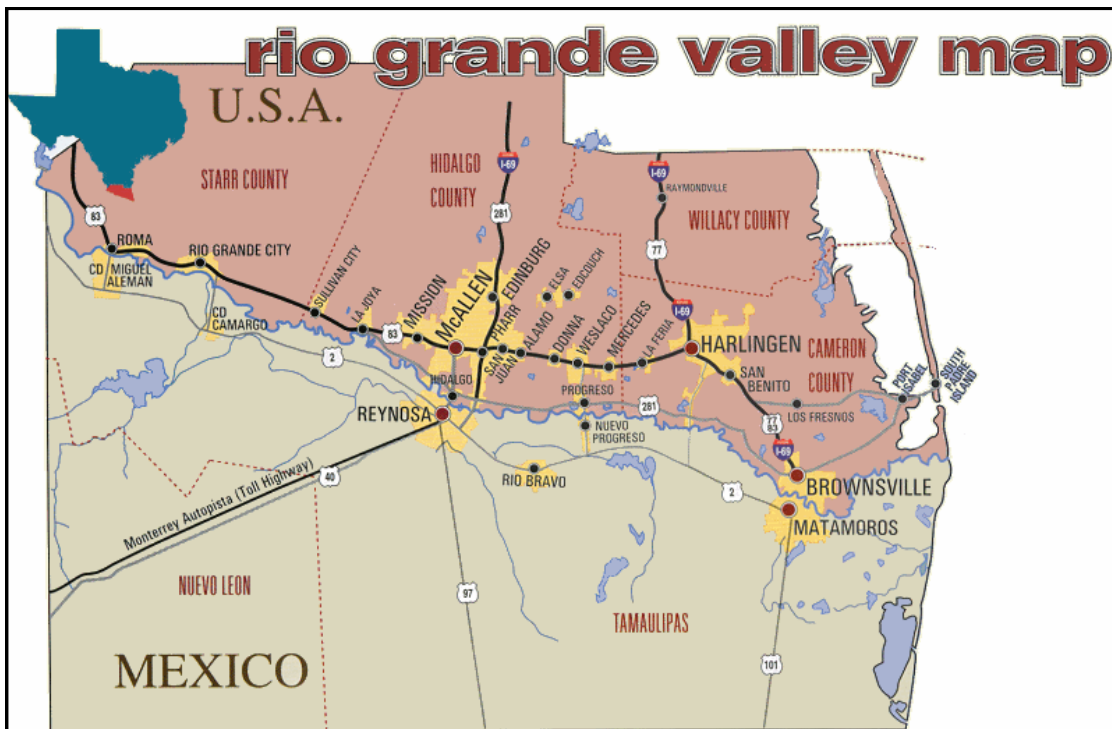 rio grande valley map
U.S.A.
STARR COUNTY
HIDALGO
COUNTY
I-69
I-69
RAYMONDVILLE
WILLACY COUNTY
83
281
77
ROMA
RIO GRANDE CITY
CD MIGUEL
ALEMAN
CD
CAMARGO
SULLIVAN CITY
LA JOYA
83
MISSION
McALLEN
EDINBURG
PHARR
SAN
JUAN
ALAMO
ELSA
EDCOUCH
DONNA
WESLACO
MERCEDES
LA FERIA
I-69
HARLINGEN
SAN
BENITO
CAMERON
COUNTY
PORT
ISABEL
SOUTH
PADRE
ISLAND
2
HIDALGO
PROGRESO
281
LOS FRESNOS
REYNOSA
NUEVO
PROGRESO
77
83
I-69
RIO BRAVO
2
BROWNSVILLE
MATAMOROS
Monterrey Autopista (Toll Highway)
40
NUEVO LEON
97
TAMAULIPAS
101
MEXICO